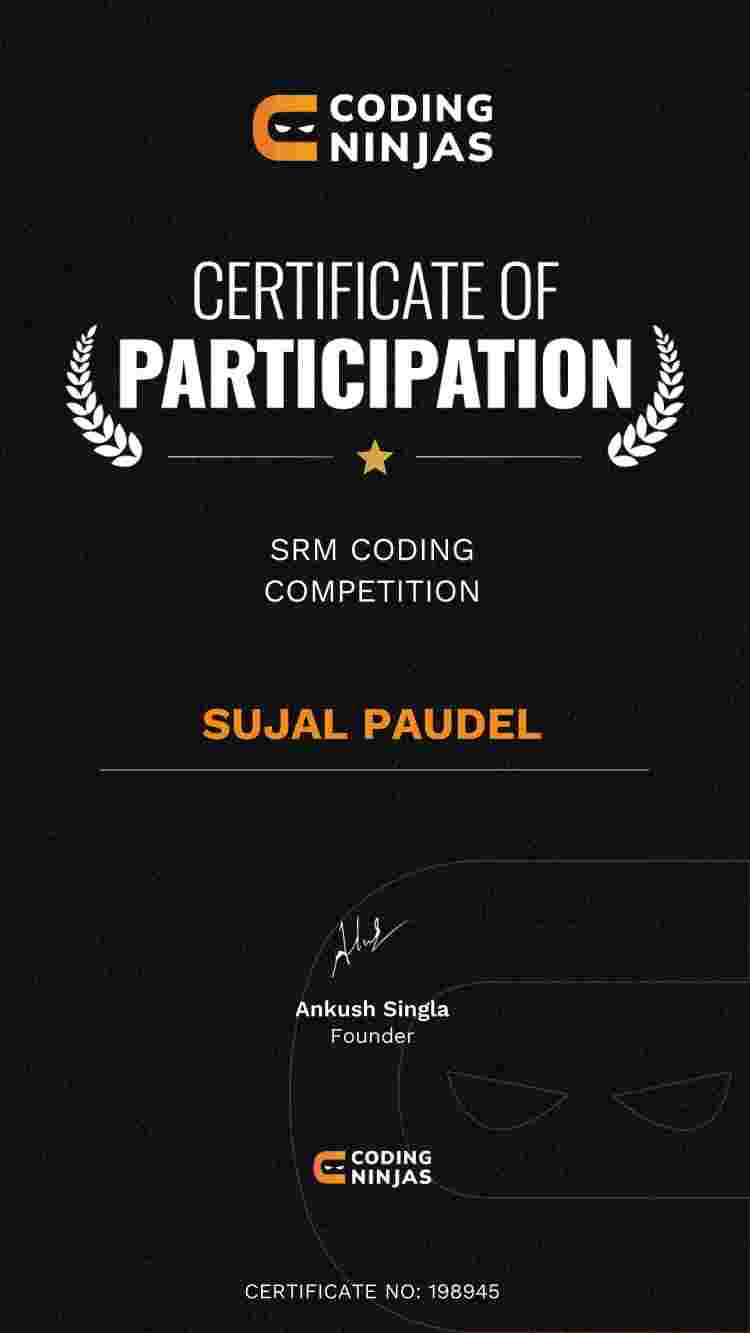 CODING
NINJAS
CERTIFICATE OF
PARTICIPATION
SRM CODING
COMPETITION
SUJAL PAUDEL
Ankush Singla
Founder
CODING
NINJAS
CERTIFICATE NO: 198945